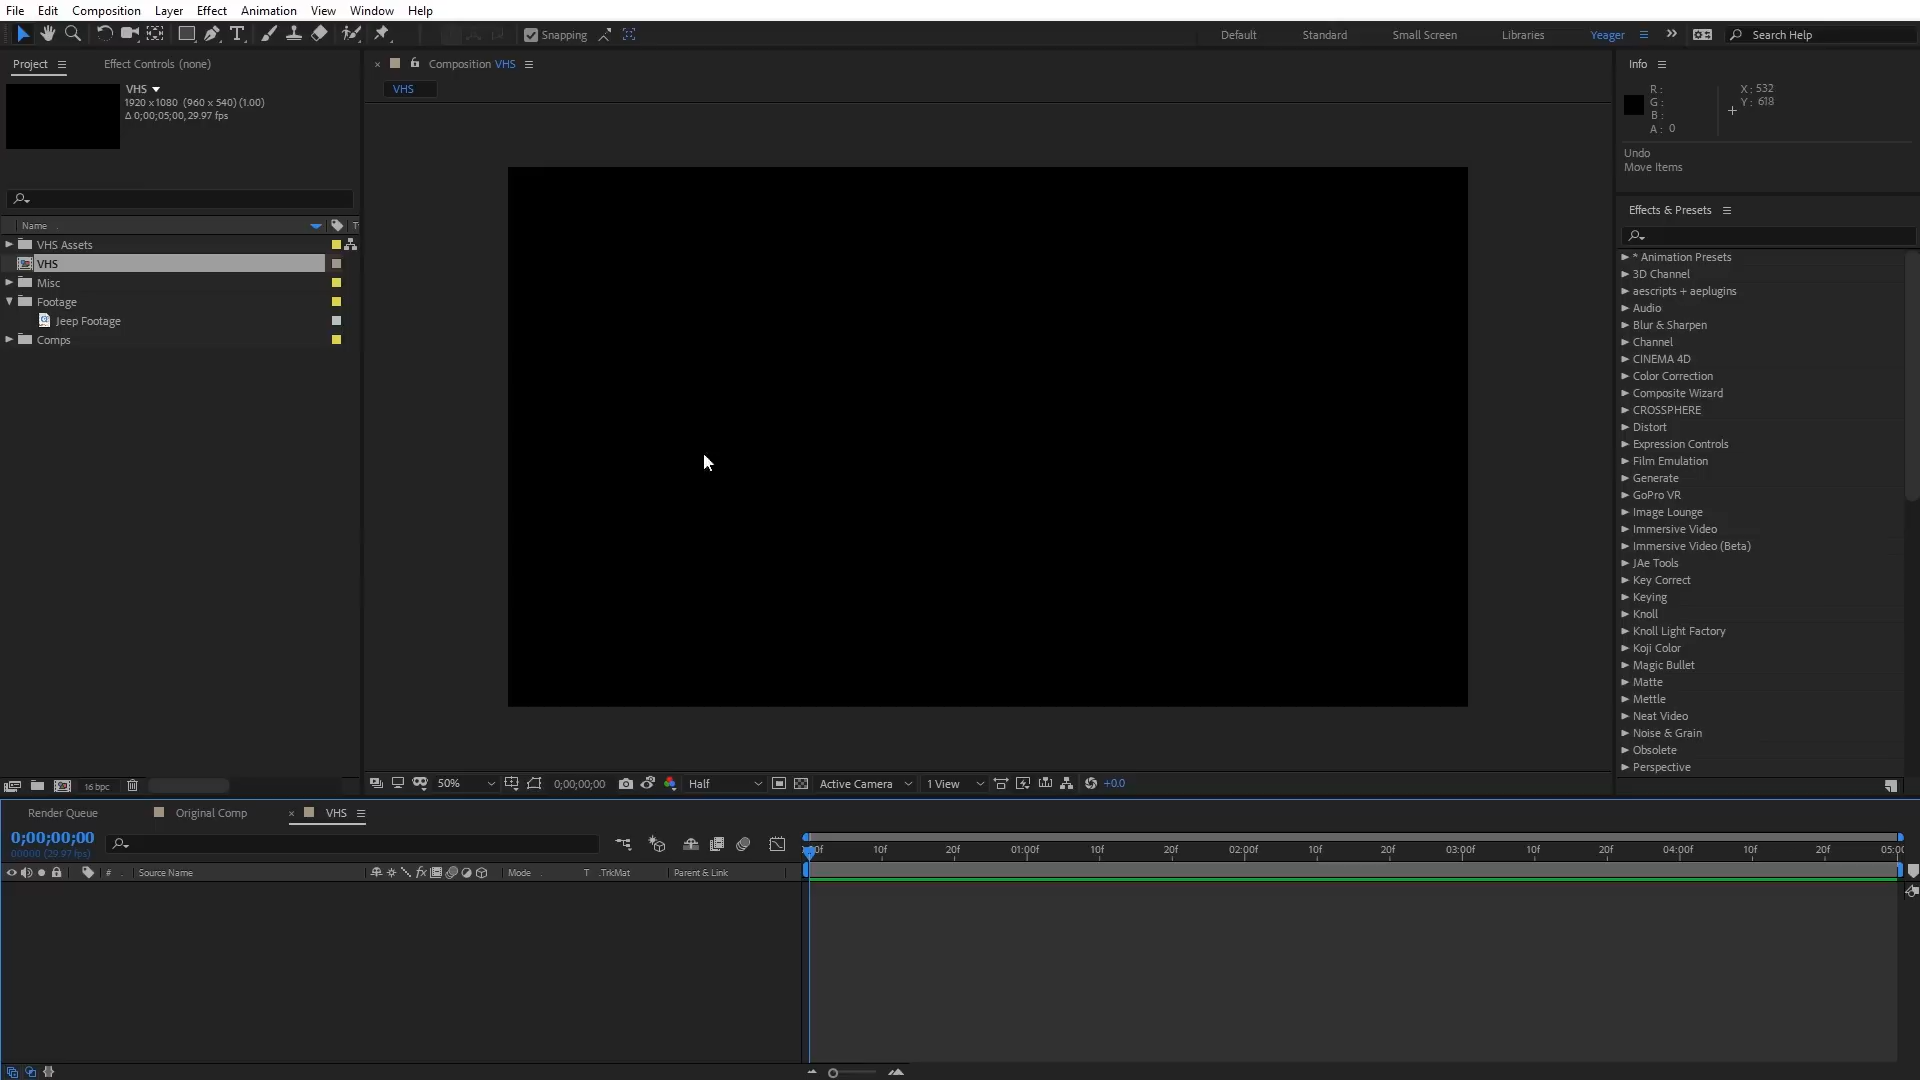 File Edit Composition Layer Effect Animation View Window Help
Snapping
Default Standard Small Screen Libraries Yeager Search Help
Project Effect Controls (none)
VHS
1920 x1080 (960 x 540) (1.00)
Δ 0;00;05;00, 29.97 fps
Name
VHS Assets
VHS
Misc
Footage
Jeep Footage
Comps
16 bpc
Composition VHS
VHS
50%
0;00;00;00
Half
Active Camera
1 View
+0.0
Info
R :
G :
B :
A : 0
X : 532
Y : 618
Undo
Move Items
Effects & Presets
* Animation Presets
3D Channel
aescripts + aeplugins
Audio
Blur & Sharpen
Channel
CINEMA 4D
Color Correction
Composite Wizard
CROSSPHERE
Distort
Expression Controls
Film Emulation
Generate
GoPro VR
Image Lounge
Immersive Video
Immersive Video (Beta)
JAe Tools
Key Correct
Keying
Knoll
Knoll Light Factory
Koji Color
Magic Bullet
Matte
Mettle
Neat Video
Noise & Grain
Obsolete
Perspective
Render Queue Original Comp VHS
0;00;00;00
00000 (29.97 fps)
# Source Name Mode T .TrkMat Parent & Link
10f 20f 01:00f 10f 20f 02:00f 10f 20f 03:00f 10f 20f 04:00f 10f 20f